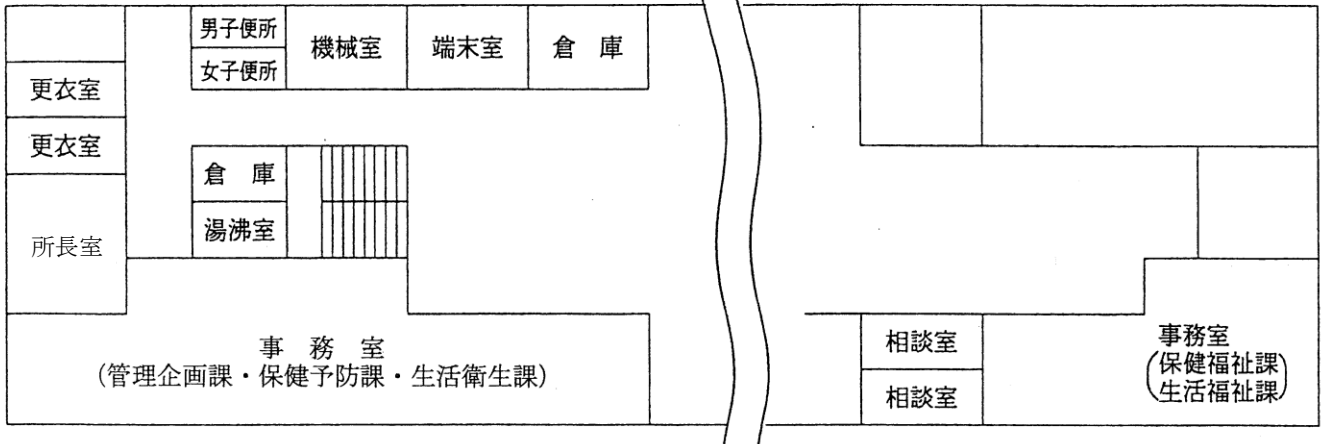 男子便所
女子便所
機械室
端末室
倉　庫
更衣室
更衣室
倉　庫
湯沸室
所長室
事　務　室
(管理企画課・保健予防課・生活衛生課)
相談室
相談室
事務室
(保健福祉課
生活福祉課)